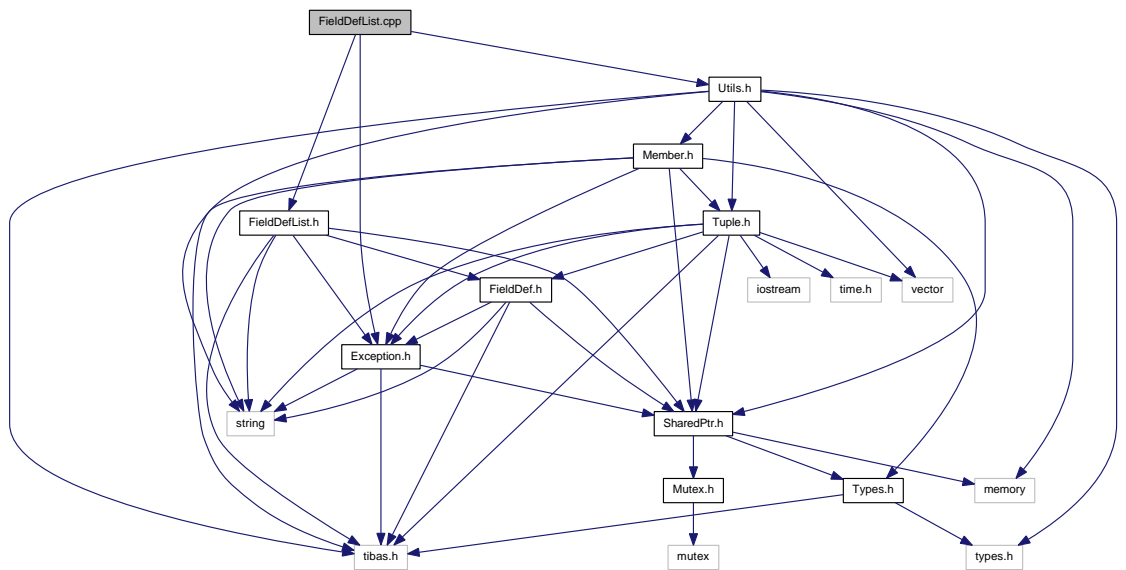 FieldDefList.cpp
Utils.h
Member.h
FieldDefList.h
Tuple.h
FieldDef.h
iostream
time.h
vector
Exception.h
string
SharedPtr.h
Mutex.h
Types.h
memory
tibas.h
mutex
types.h